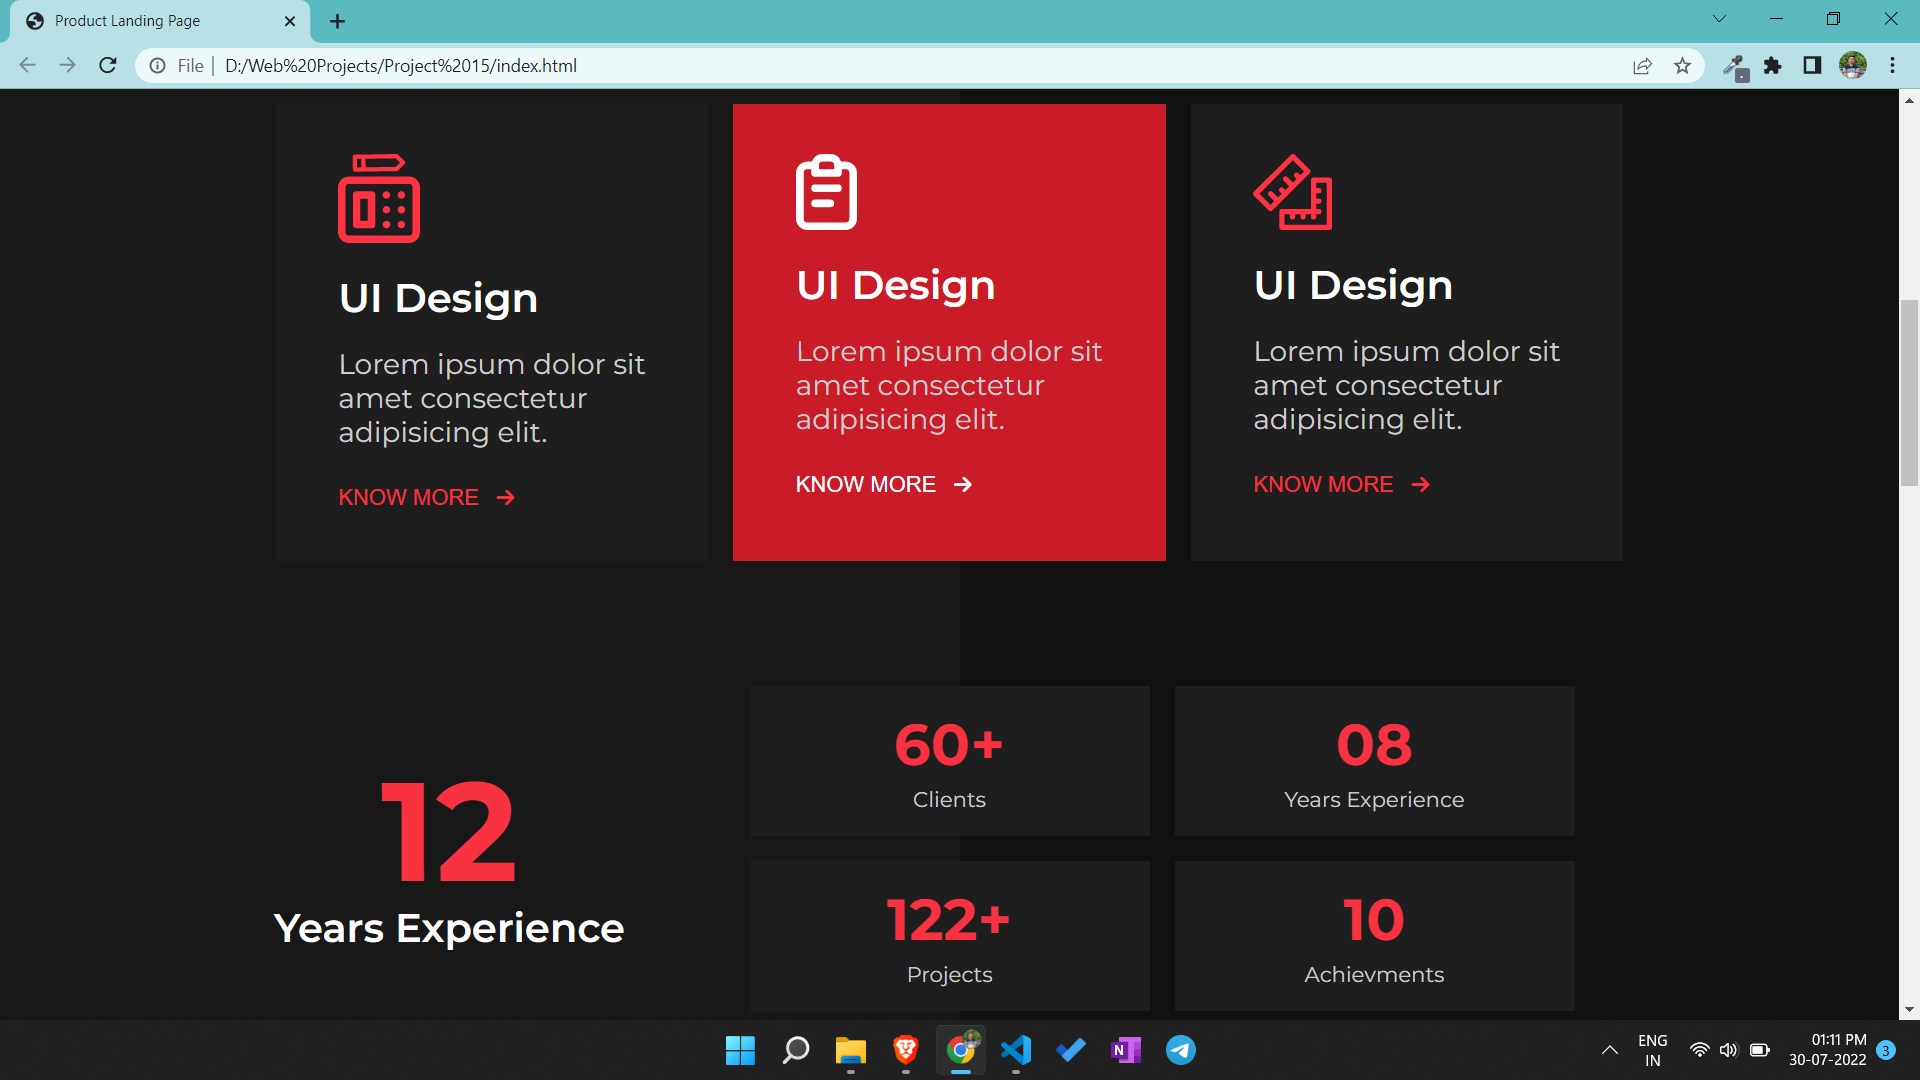 Product Landing Page
File | D:/Web%20Projects/Project%2015/index.html
UI Design
Lorem ipsum dolor sit
amet consectetur
adipisicing elit.
KNOW MORE
UI Design
Lorem ipsum dolor sit
amet consectetur
adipisicing elit.
KNOW MORE
UI Design
Lorem ipsum dolor sit
amet consectetur
adipisicing elit.
KNOW MORE
12
Years Experience
60+
Clients
08
Years Experience
122+
Projects
10
Achievments
N
ENG
IN
01:11 PM
30-07-2022
3